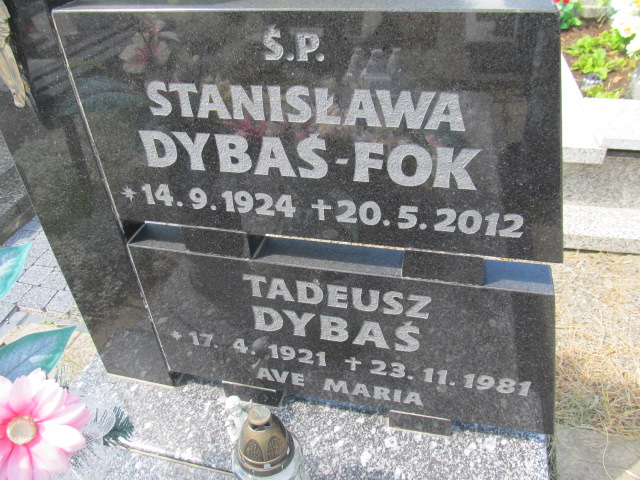 Ś.P.
STANISŁAWA
DYBAŚ-FOK
* 14.9.1924 †20.5.2012
TADEUSZ
DYBAŚ
* 17.4.1921 †23.11.1981
AVE MARIA